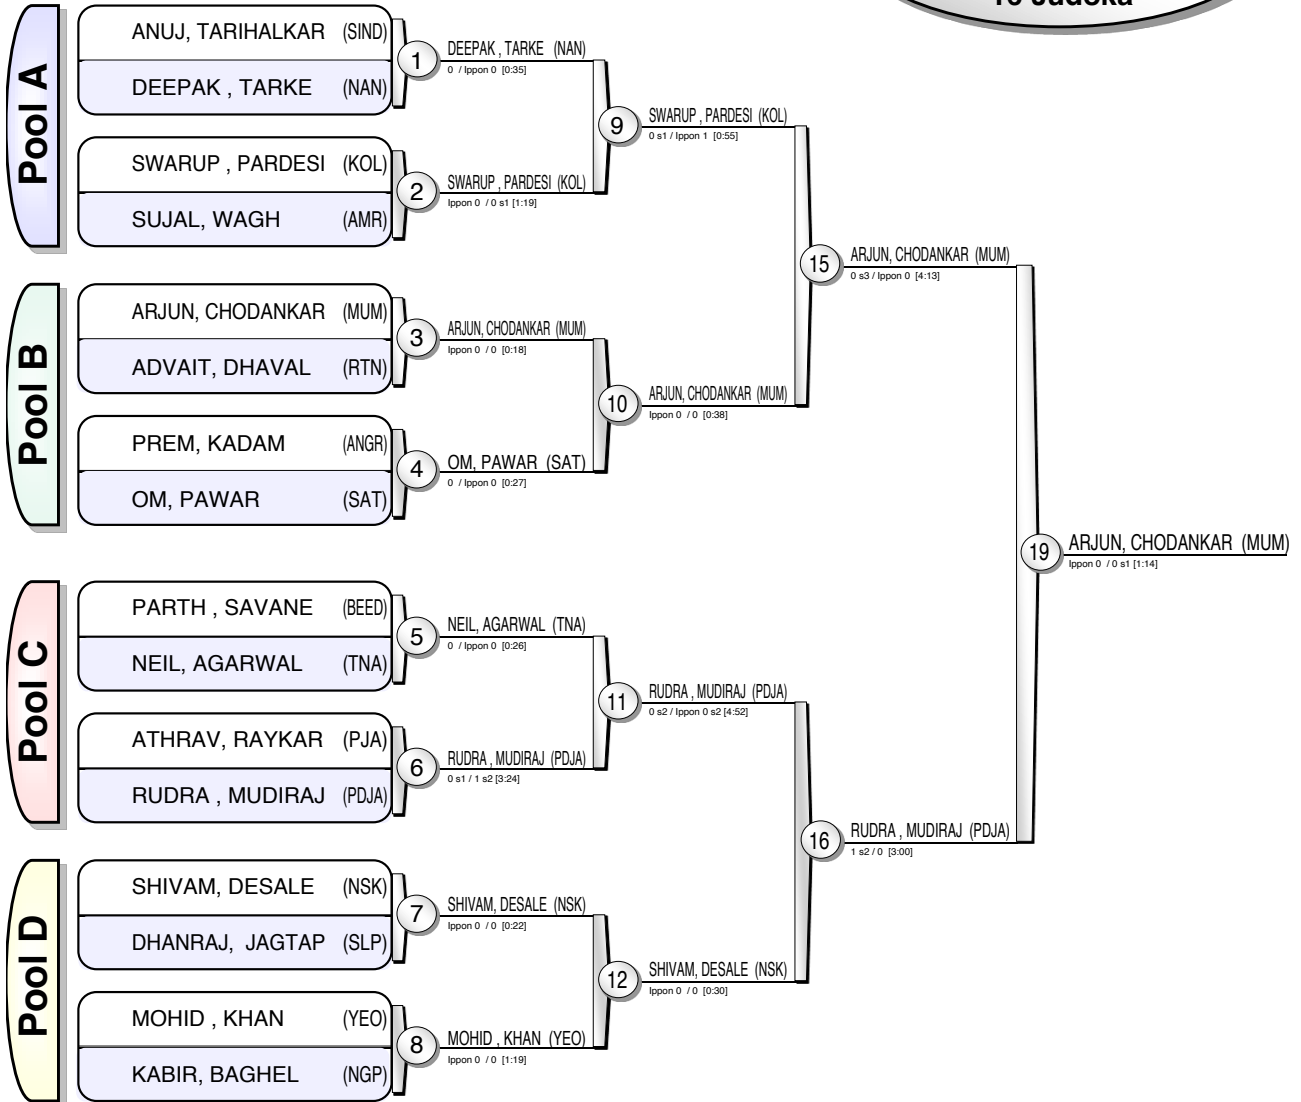 16 Judoka
Pool A
ANUJ, TARIHALKAR (SIND)
DEEPAK , TARKE (NAN)
1
DEEPAK , TARKE (NAN)
0 / Ippon 0 [0:35]
SWARUP , PARDESI (KOL)
SUJAL, WAGH (AMR)
2
SWARUP , PARDESI (KOL)
Ippon 0 / 0 s1 [1:19]
9
SWARUP , PARDESI (KOL)
0 s1 / Ippon 1 [0:55]
Pool B
ARJUN, CHODANKAR (MUM)
ADVAIT, DHAVAL (RTN)
3
ARJUN, CHODANKAR (MUM)
Ippon 0 / 0 [0:18]
PREM, KADAM (ANGR)
OM, PAWAR (SAT)
4
OM, PAWAR (SAT)
0 / Ippon 0 [0:27]
10
ARJUN, CHODANKAR (MUM)
Ippon 0 / 0 [0:38]
15
ARJUN, CHODANKAR (MUM)
0 s3 / Ippon 0 [4:13]
Pool C
PARTH , SAVANE (BEED)
NEIL, AGARWAL (TNA)
5
NEIL, AGARWAL (TNA)
0 / Ippon 0 [0:26]
ATHRAV, RAYKAR (PJA)
RUDRA , MUDIRAJ (PDJA)
6
RUDRA , MUDIRAJ (PDJA)
0 s1 / 1 s2 [3:24]
11
RUDRA , MUDIRAJ (PDJA)
0 s2 / Ippon 0 s2 [4:52]
Pool D
SHIVAM, DESALE (NSK)
DHANRAJ, JAGTAP (SLP)
7
SHIVAM, DESALE (NSK)
Ippon 0 / 0 [0:22]
MOHID , KHAN (YEO)
KABIR, BAGHEL (NGP)
8
MOHID , KHAN (YEO)
Ippon 0 / 0 [1:19]
12
SHIVAM, DESALE (NSK)
Ippon 0 / 0 [0:30]
16
RUDRA , MUDIRAJ (PDJA)
1 s2 / 0 [3:00]
19
ARJUN, CHODANKAR (MUM)
Ippon 0 / 0 s1 [1:14]